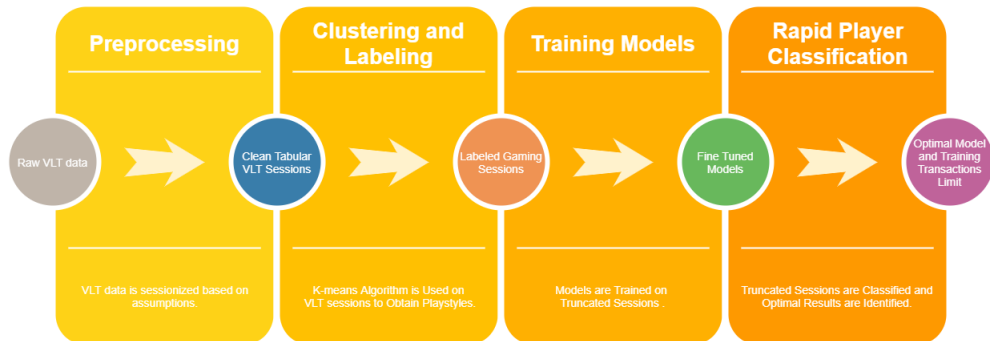 Preprocessing
Clustering and
Labeling
Training Models
Rapid Player
Classification
Raw VLT data
Clean Tabular
VLT Sessions
Labeled Gaming
Sessions
Fine Tuned
Models
Optimal Model
and Training
Transactions
Limit
VLT data is sessionized based on
assumptions.
K-means Algorithm is Used on
VLT sessions to Obtain Playstyles.
Models are Trained on
Truncated Sessions .
Truncated Sessions are Classified and
Optimal Results are Identified.